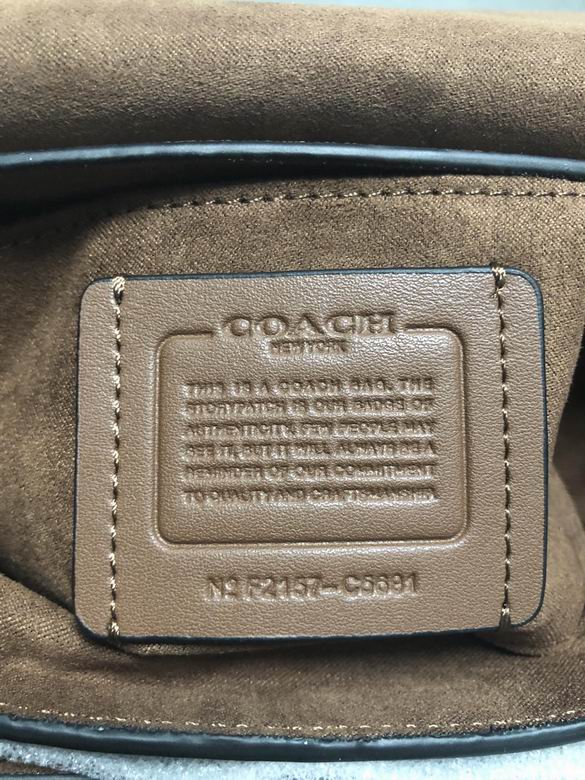 COACH
NEW YORK
THIS IS A COACH BAG. THE
STORYPATCH IS OUR BADGE OF
AUTHENTICITY. FEW PEOPLE MAY
SEE IT, BUT IT WILL ALWAYS BE A
REMINDER OF OUR COMMITMENT
TO QUALITY AND CRAFTSMANSHIP.
Nº F2157-C5691